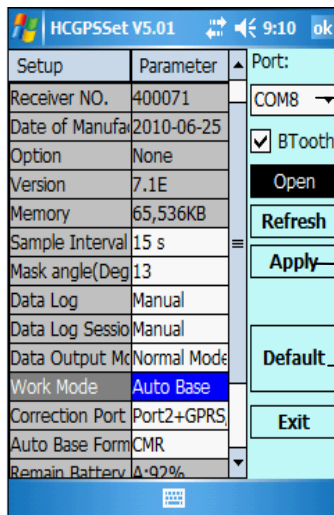 HCGPSSet V5.01 9:10 ok
Setup Parameter
Port:
Receiver NO. 400071
COM8
Date of Manufa 2010-06-25
BTooth
Option None
Version 7.1E
Open
Memory 65,536KB
Refresh
Sample Interval 15 s
Mask angle(Deg 13
Apply
Data Log Manual
Data Log Sessio Manual
Data Output Mo Normal Mode
Default
Work Mode Auto Base
Correction Port Port2+GPRS,
Exit
Auto Base Form CMR
Remain Battery A:92%